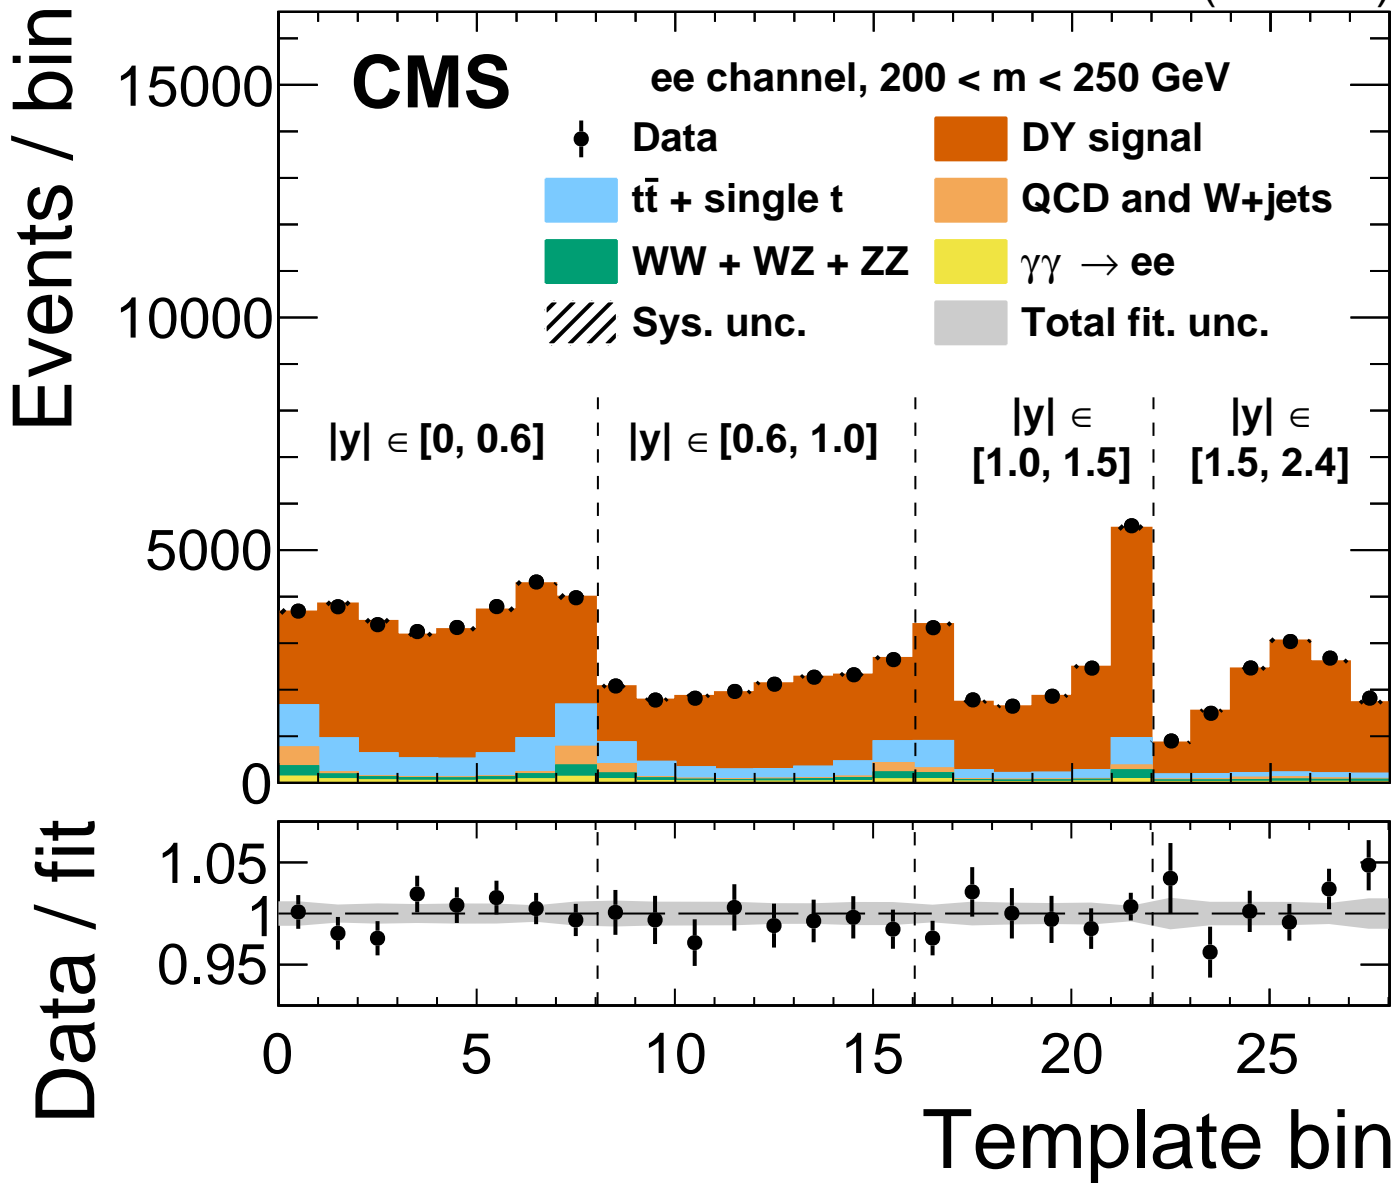 CMS
ee channel, 200 < m < 250 GeV
Data
DY signal
tt̄ + single t
QCD and W+jets
WW + WZ + ZZ
γγ → ee
Sys. unc.
Total fit. unc.
Events / bin
15000
10000
5000
0
|y| ∈ [0, 0.6]
|y| ∈ [0.6, 1.0]
|y| ∈
[1.0, 1.5]
|y| ∈
[1.5, 2.4]
Data / fit
1.05
1
0.95
0
5
10
15
20
25
Template bin